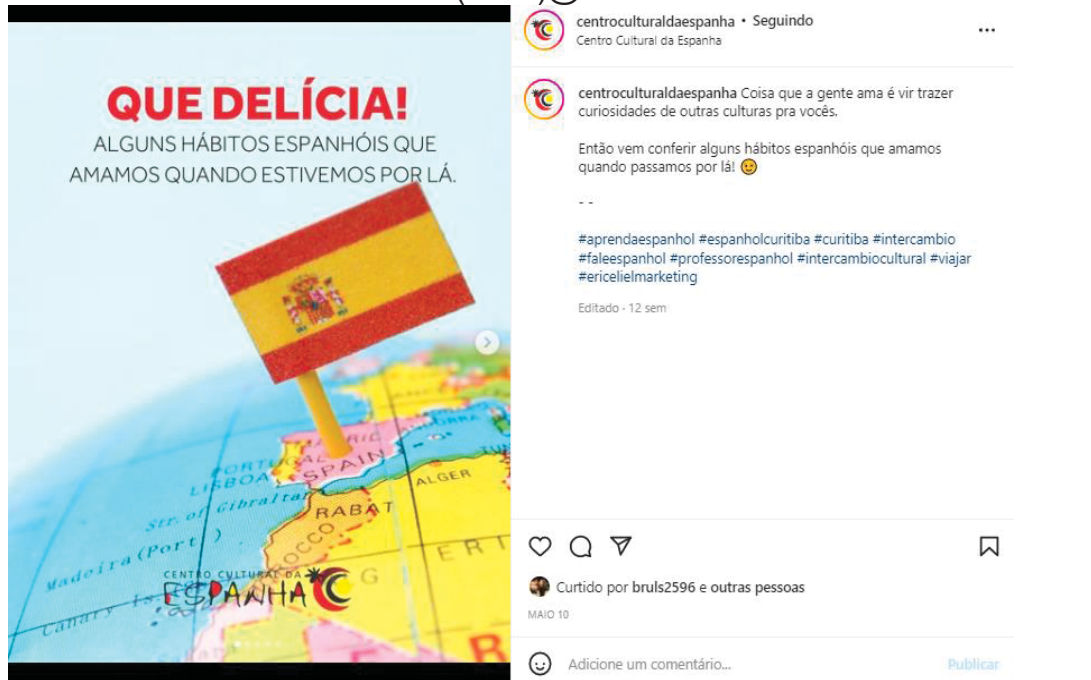 QUE DELÍCIA!
ALGUNS HÁBITOS ESPANHÓIS QUE
AMAMOS QUANDO ESTIVEMOS POR LÁ.
PORTUGAL
LISBOA
MADRID
SPAIN
ANDORRA
Str. of Gibraltar
ALGER
RABAT
Madeira (Port)
CENTRO CULTURAL DA
ESPANHA
centroculturaldaespanha • Seguindo
Centro Cultural da Espanha
centroculturaldaespanha Coisa que a gente ama é vir trazer
curiosidades de outras culturas pra vocês.
Então vem conferir alguns hábitos espanhóis que amamos
quando passamos por lá! 😉
- -
#aprendaespanhol #espanholcuritiba #curitiba #intercambio
#faleespanhol #professorespanhol #intercambiocultural #viajar
#ericelielmarketing
Editado · 12 sem
Curtido por bruls2596 e outras pessoas
MAIO 10
Adicione um comentário...
Publicar